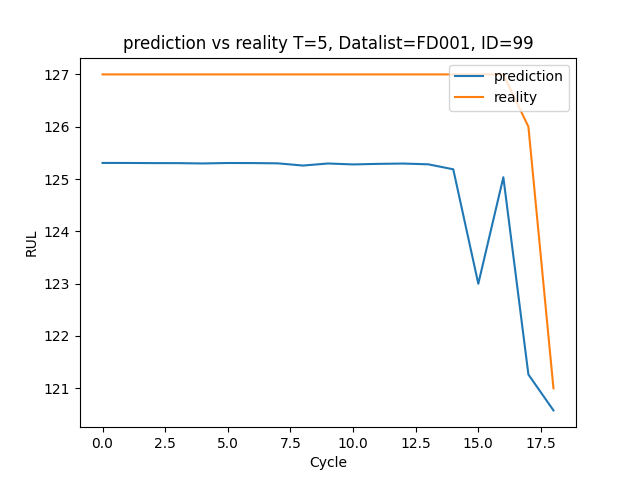 prediction vs reality T=5, Datalist=FD001, ID=99
prediction
reality
127
126
125
124
123
122
121
RUL
0.0 2.5 5.0 7.5 10.0 12.5 15.0 17.5
Cycle